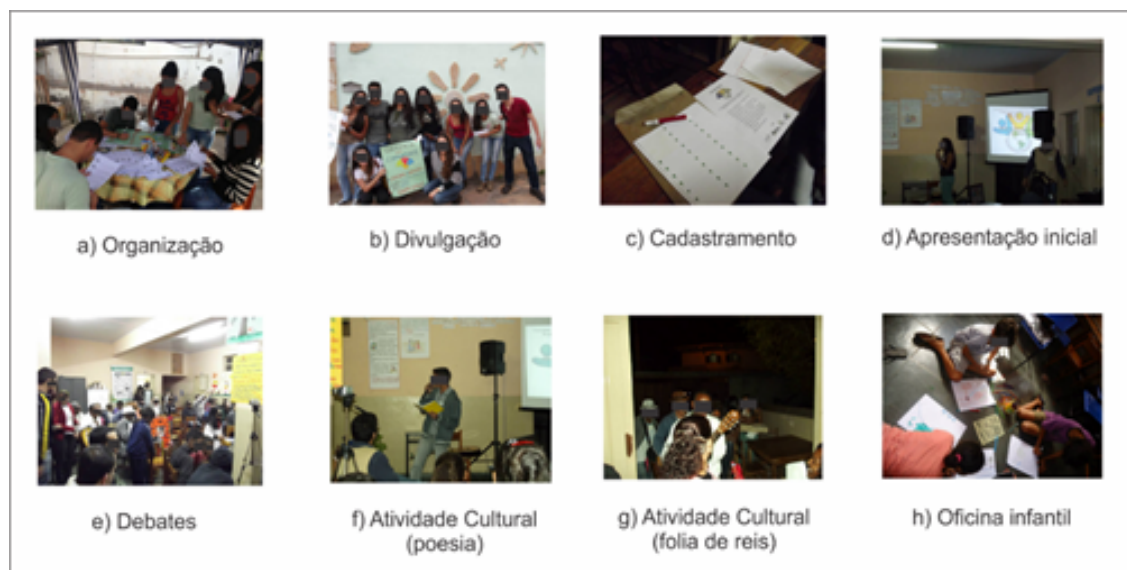 a) Organização
b) Divulgação
c) Cadastramento
d) Apresentação inicial
e) Debates
f) Atividade Cultural
(poesia)
g) Atividade Cultural
(folia de reis)
h) Oficina infantil